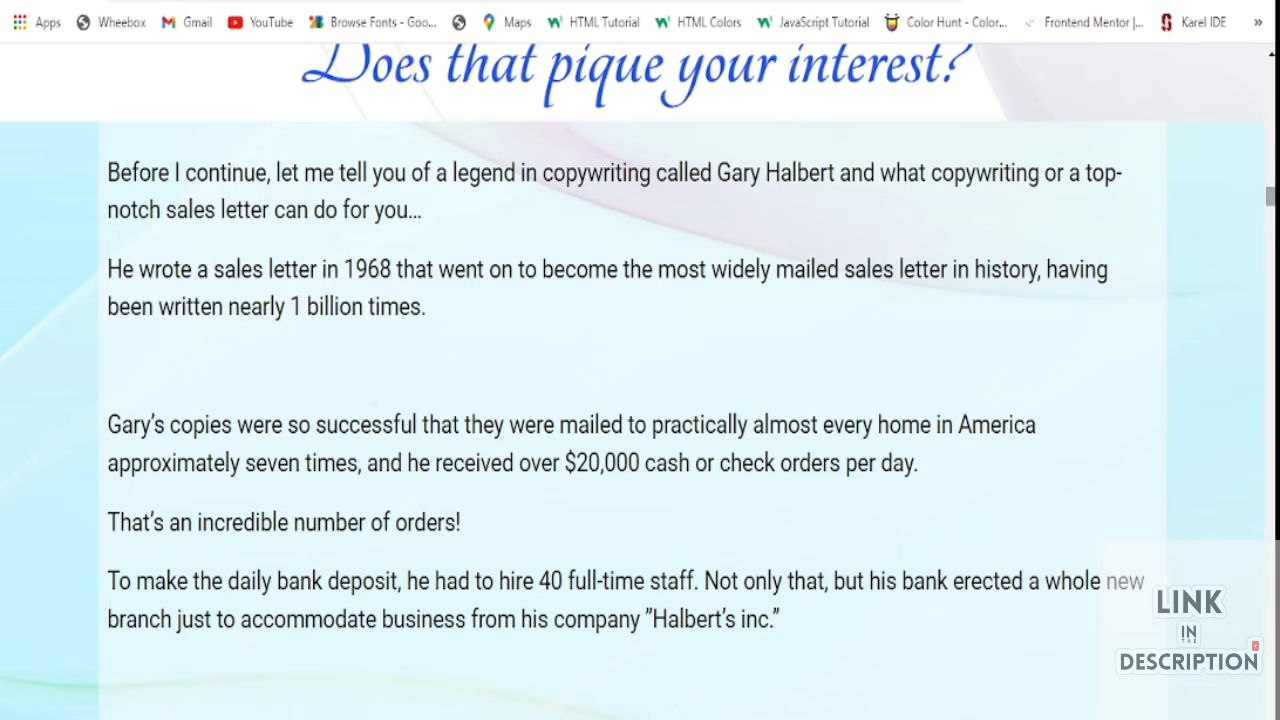 Apps Wheebox Gmail YouTube Browse Fonts - Goo... Maps HTML Tutorial HTML Colors JavaScript Tutorial Color Hunt - Color... Frontend Mentor |... Karel IDE »
Does that pique your interest?
Before I continue, let me tell you of a legend in copywriting called Gary Halbert and what copywriting or a top-
notch sales letter can do for you...
He wrote a sales letter in 1968 that went on to become the most widely mailed sales letter in history, having
been written nearly 1 billion times.
Gary's copies were so successful that they were mailed to practically almost every home in America
approximately seven times, and he received over $20,000 cash or check orders per day.
That's an incredible number of orders!
To make the daily bank deposit, he had to hire 40 full-time staff. Not only that, but his bank erected a whole new
branch just to accommodate business from his company "Halbert's inc."
LINK
IN
THE
DESCRIPTION